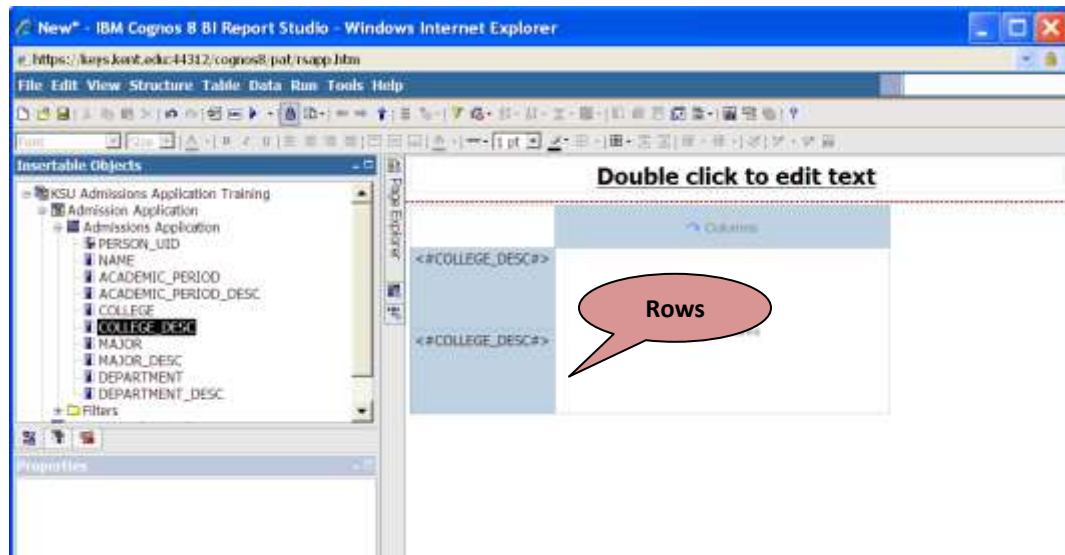 New* - IBM Cognos 8 BI Report Studio - Windows Internet Explorer
https://keys.kent.edu:44312/cognos8/pat/rsapp.htm
File Edit View Structure Table Data Run Tools Help
Font
1 pt
Insertable Objects
Page Explorer
KSU Admissions Application Training
Admission Application
Admissions Application
PERSON_UID
NAME
ACADEMIC_PERIOD
ACADEMIC_PERIOD_DESC
COLLEGE
COLLEGE_DESC
MAJOR
MAJOR_DESC
DEPARTMENT
DEPARTMENT_DESC
Filters
Properties
Double click to edit text
Columns
<#COLLEGE_DESC#>
<#COLLEGE_DESC#>
Rows